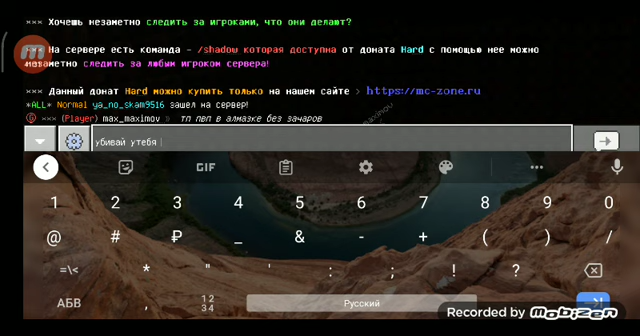 ××× Хочешь незаметно следить за игроками, что они делают?
××× На сервере есть команда - /shadow которая доступна от доната Hard с помощью нее можно
незаметно следить за любым игроком сервера!
××× Данный донат Hard можно купить только на нашем сайте › https://mc-zone.ru
*ALL* Normal ya_no_skam9516 зашел на сервер!
Ⓖ ××× (Player) max_maximov » тп пвп в алмазке без зачаров
maximov
убивай утебя
GIF
1 2 3 4 5 6 7 8 9 0
@ # ₽ _ & - + ( ) /
=\< * " ' : ; ! ?
АБВ , 12 34 Русский
Recorded by Mobizen